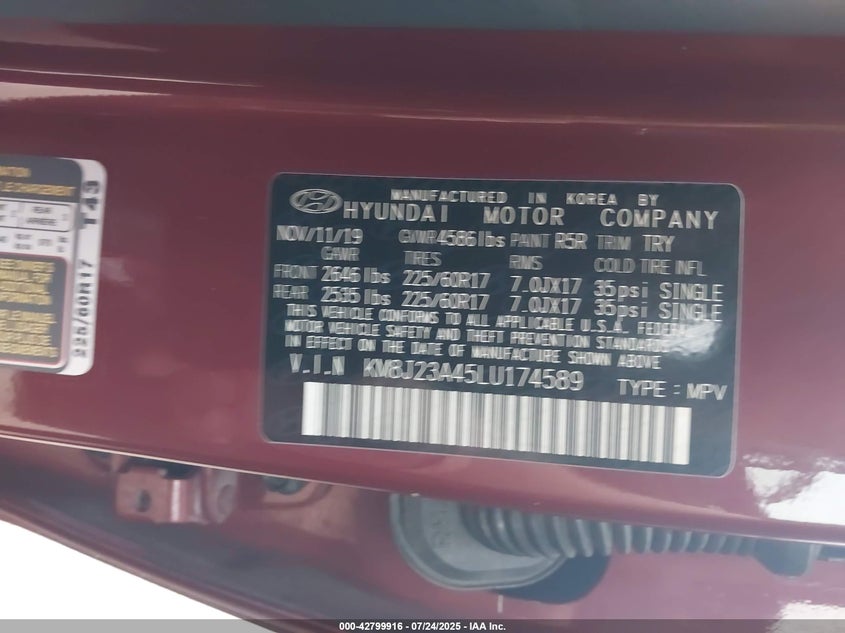 MANUFACTURED IN KOREA BY
HYUNDAI MOTOR COMPANY
NOV/11/19 GVWR 4586 lbs PAINT R5R TRIM TRY
GAWR TIRES RIMS COLD TIRE INFL
FRONT 2646 lbs 225/60R17 7.0JX17 35psi SINGLE
REAR 2535 lbs 225/60R17 7.0JX17 35psi SINGLE
THIS VEHICLE CONFORMS TO ALL APPLICABLE U.S.A. FEDERAL
MOTOR VEHICLE SAFETY AND THEFT PREVENTION STANDARDS
IN EFFECT ON THE DATE OF MANUFACTURE SHOWN ABOVE
V.I.N KM8J23A45LU174589 TYPE : MPV
225/60R17 T43
000-42799916 - 07/24/2025 - IAA Inc.